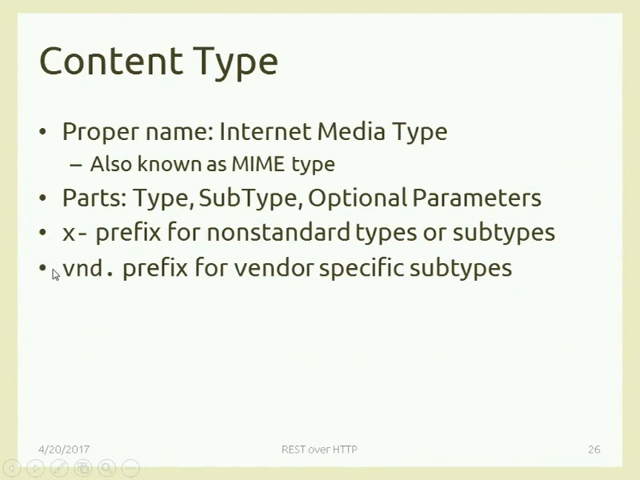 Content Type
• Proper name: Internet Media Type
– Also known as MIME type
• Parts: Type, SubType, Optional Parameters
• x- prefix for nonstandard types or subtypes
• vnd. prefix for vendor specific subtypes
4/20/2017 REST over HTTP 26